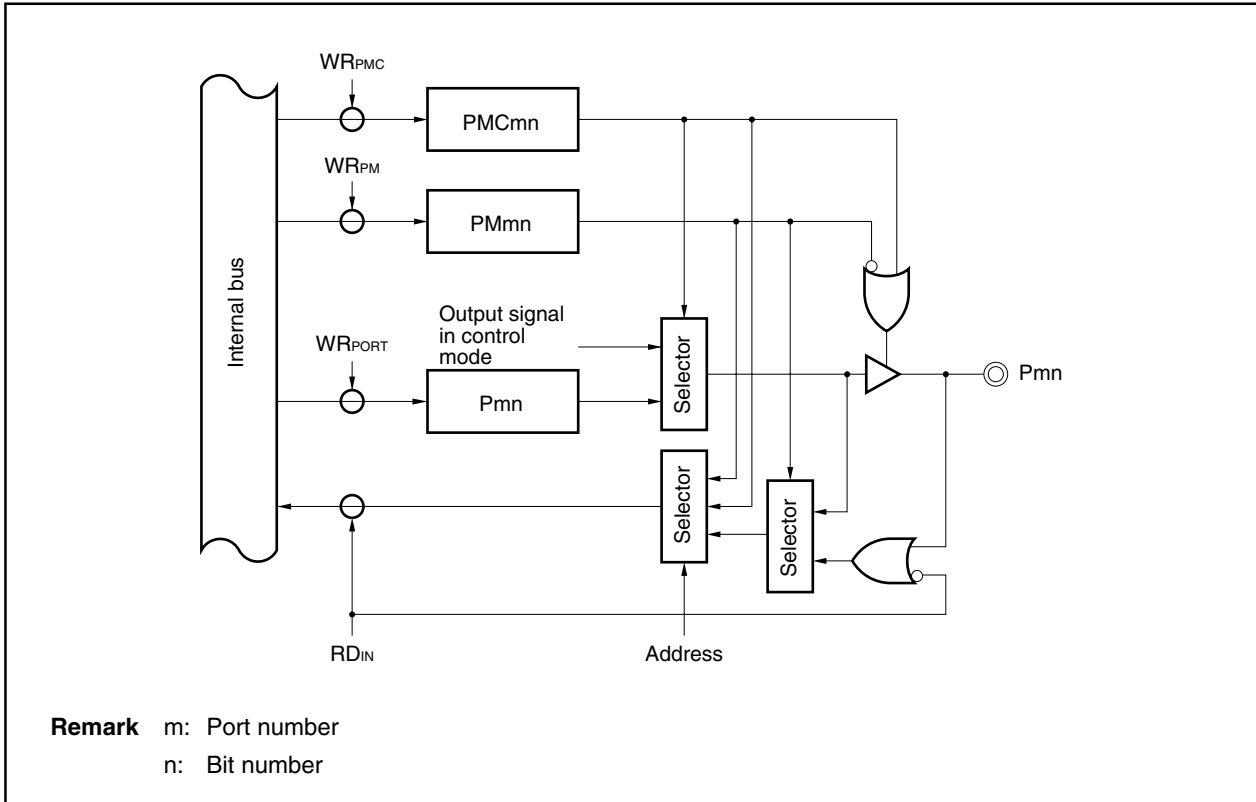 WRPMC
PMCmn
WRPM
PMmn
Internal bus
Output signal
in control
mode
WRPORT
Pmn
Selector
Pmn
Selector
Selector
RDIN
Address
Remark m: Port number
n: Bit number